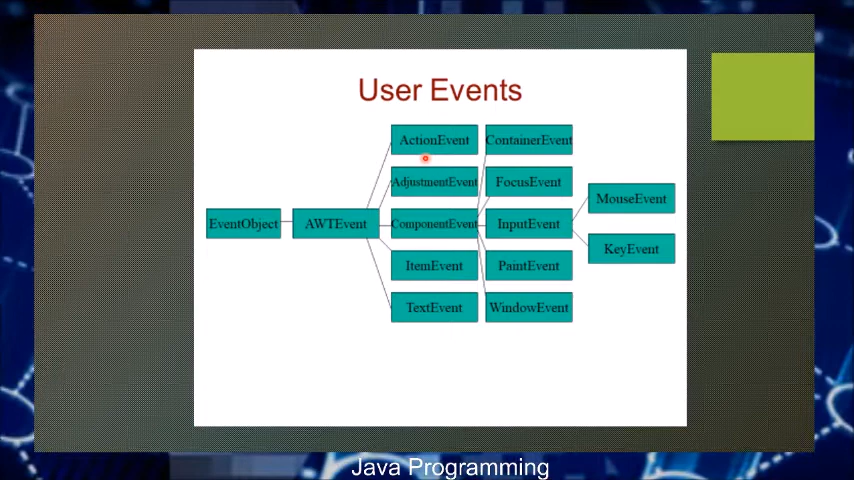 User Events
ActionEvent
ContainerEvent
AdjustmentEvent
FocusEvent
MouseEvent
EventObject
AWTEvent
ComponentEvent
InputEvent
KeyEvent
ItemEvent
PaintEvent
TextEvent
WindowEvent
Java Programming